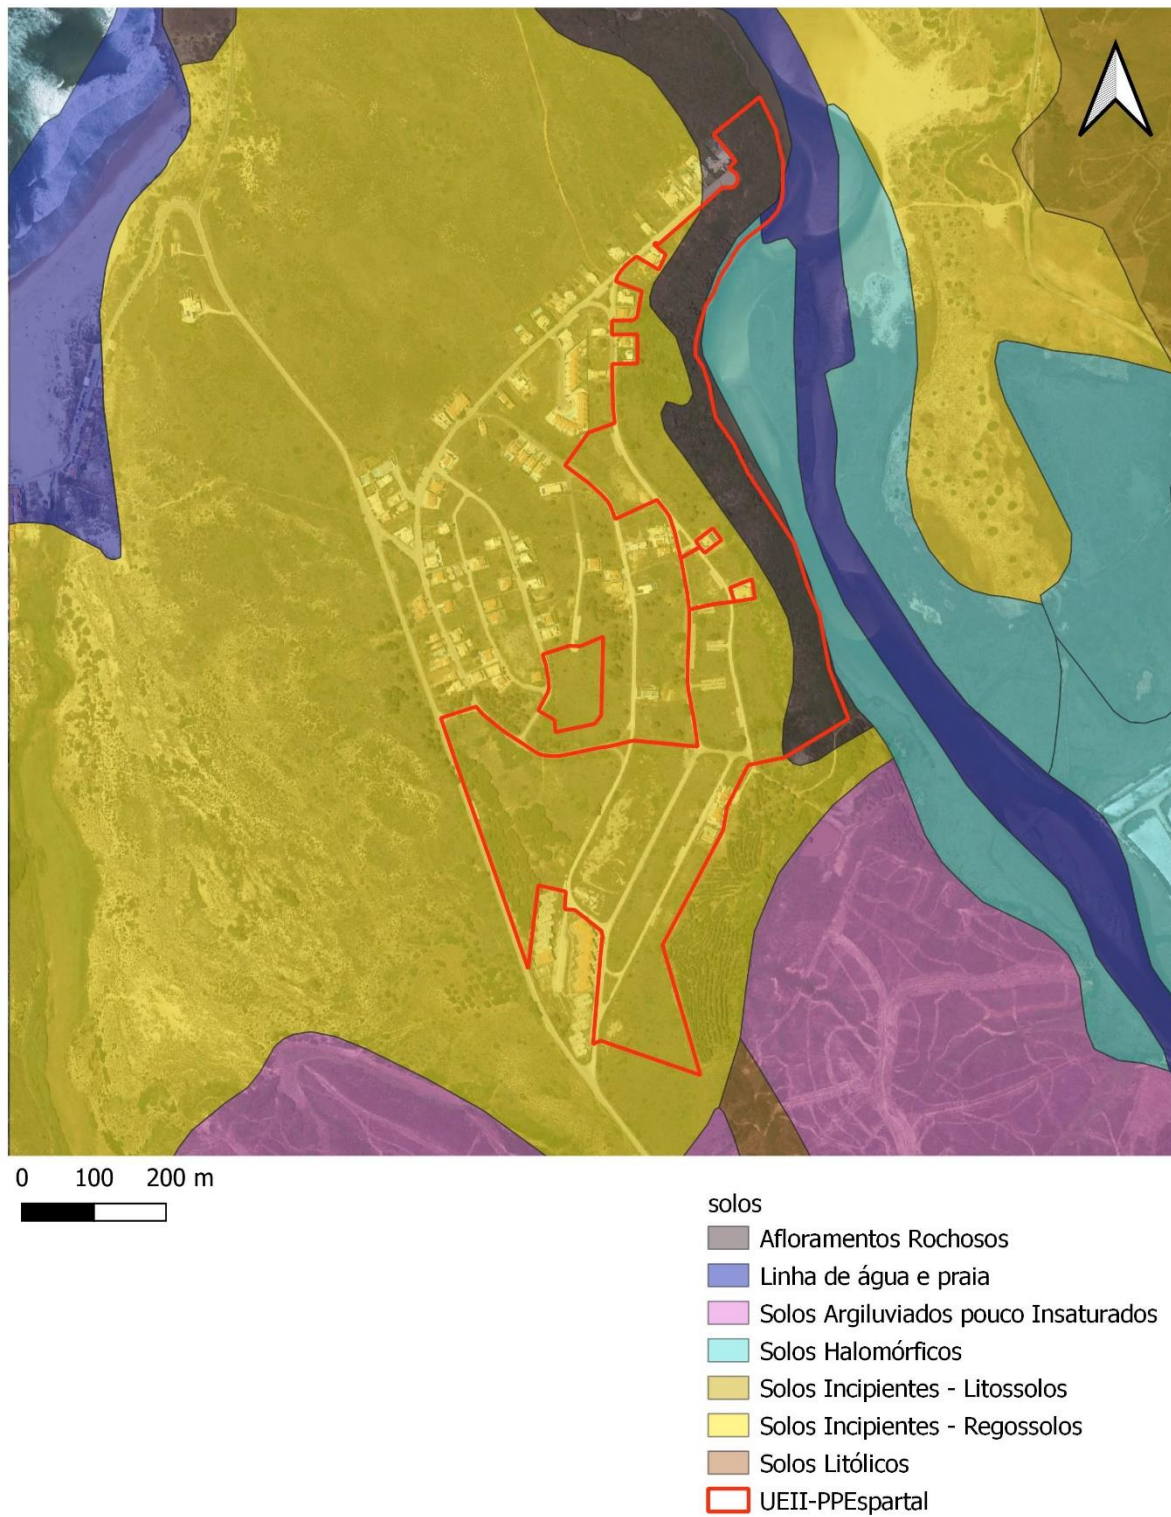 0 100 200 m
solos
Afloramentos Rochosos
Linha de água e praia
Solos Argiluviados pouco Insaturados
Solos Halomórficos
Solos Incipientes - Litossolos
Solos Incipientes - Regossolos
Solos Litólicos
UEII-PPEspartal